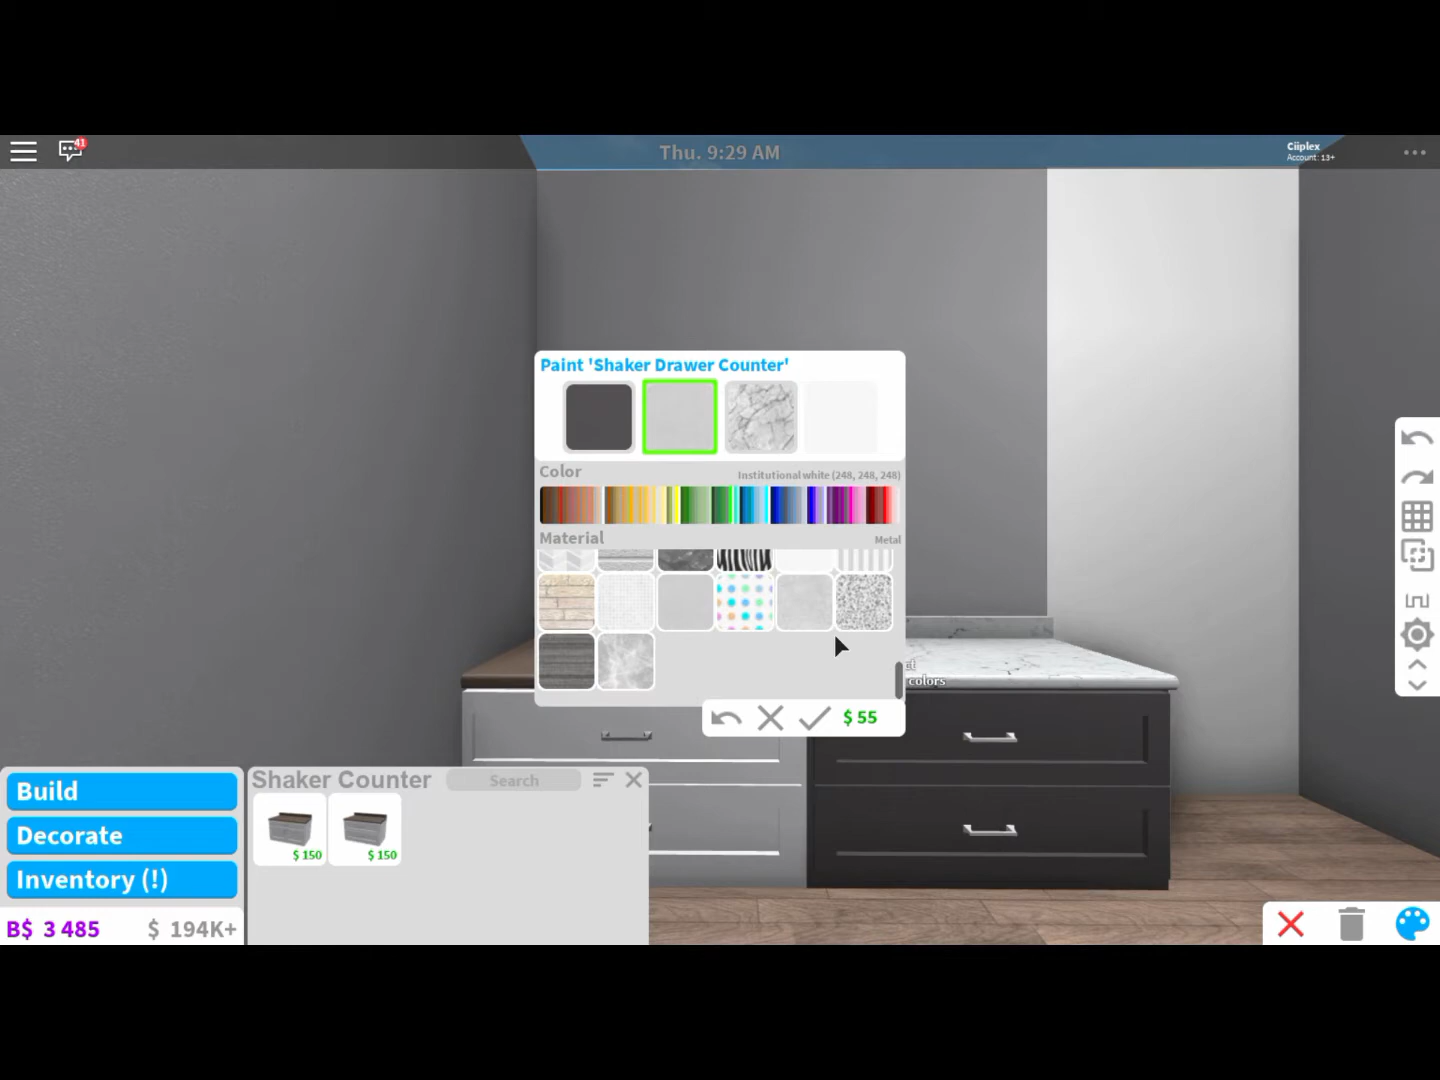 41
Thu. 9:29 AM
Ciiplex
Account: 13+
Paint 'Shaker Drawer Counter'
Color
Institutional white (248, 248, 248)
Material
Metal
colors
$ 55
Build
Decorate
Inventory (!)
B$ 3 485
$ 194K+
Shaker Counter
Search
$ 150
$ 150